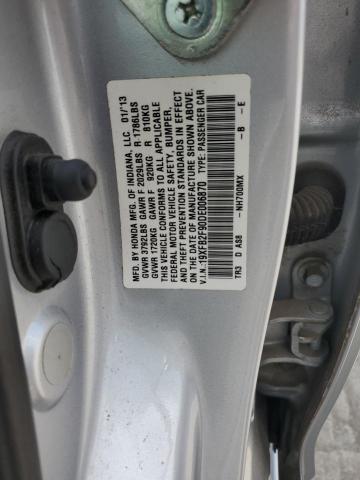 MFD. BY HONDA MFG. OF INDIANA, LLC 01/13
GVWR 3792LBS GAWR F 2029LBS R 1786LBS
GVWR 1720KG GAWR F 920KG R 810KG
THIS VEHICLE CONFORMS TO ALL APPLICABLE
FEDERAL MOTOR VEHICLE SAFETY, BUMPER,
AND THEFT PREVENTION STANDARDS IN EFFECT
ON THE DATE OF MANUFACTURE SHOWN ABOVE.
V.I.N.:19XFB2F90DE006870 TYPE: PASSENGER CAR
TR3 D AS8 - NH700MX - B - E